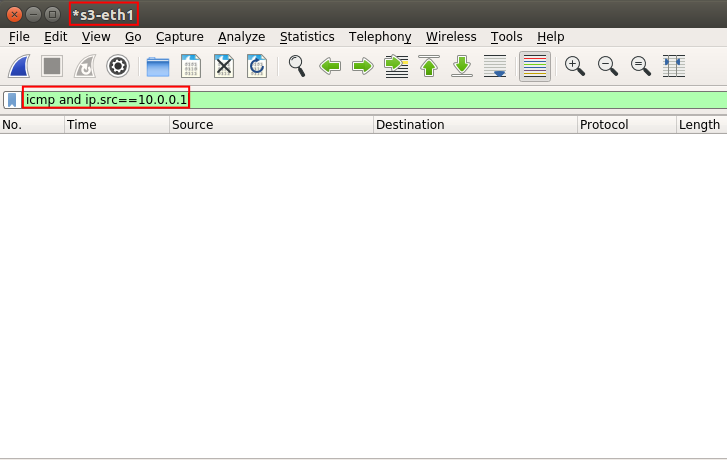 *s3-eth1
File Edit View Go Capture Analyze Statistics Telephony Wireless Tools Help
icmp and ip.src==10.0.0.1
No. Time Source Destination Protocol Length